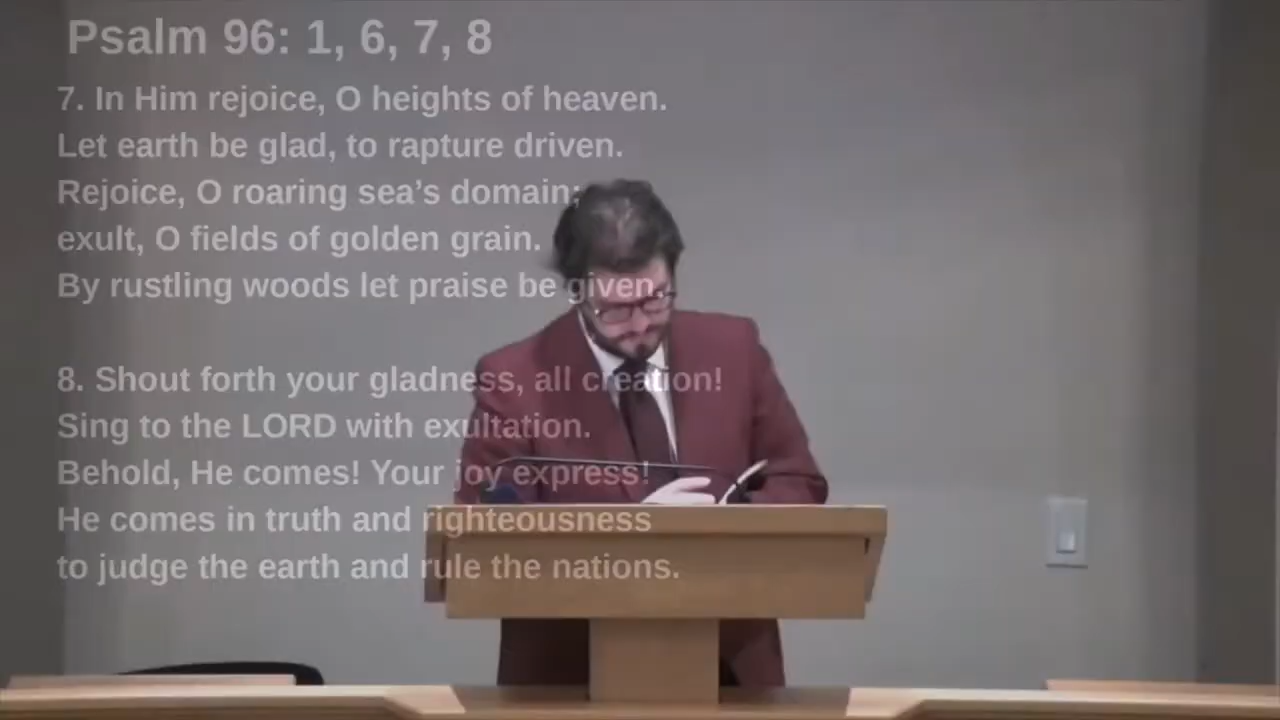 Psalm 96: 1, 6, 7, 8
7. In Him rejoice, O heights of heaven.
Let earth be glad, to rapture driven.
Rejoice, O roaring sea’s domain;
exult, O fields of golden grain.
By rustling woods let praise be given.
8. Shout forth your gladness, all creation!
Sing to the LORD with exultation.
Behold, He comes! Your joy express!
He comes in truth and righteousness
to judge the earth and rule the nations.